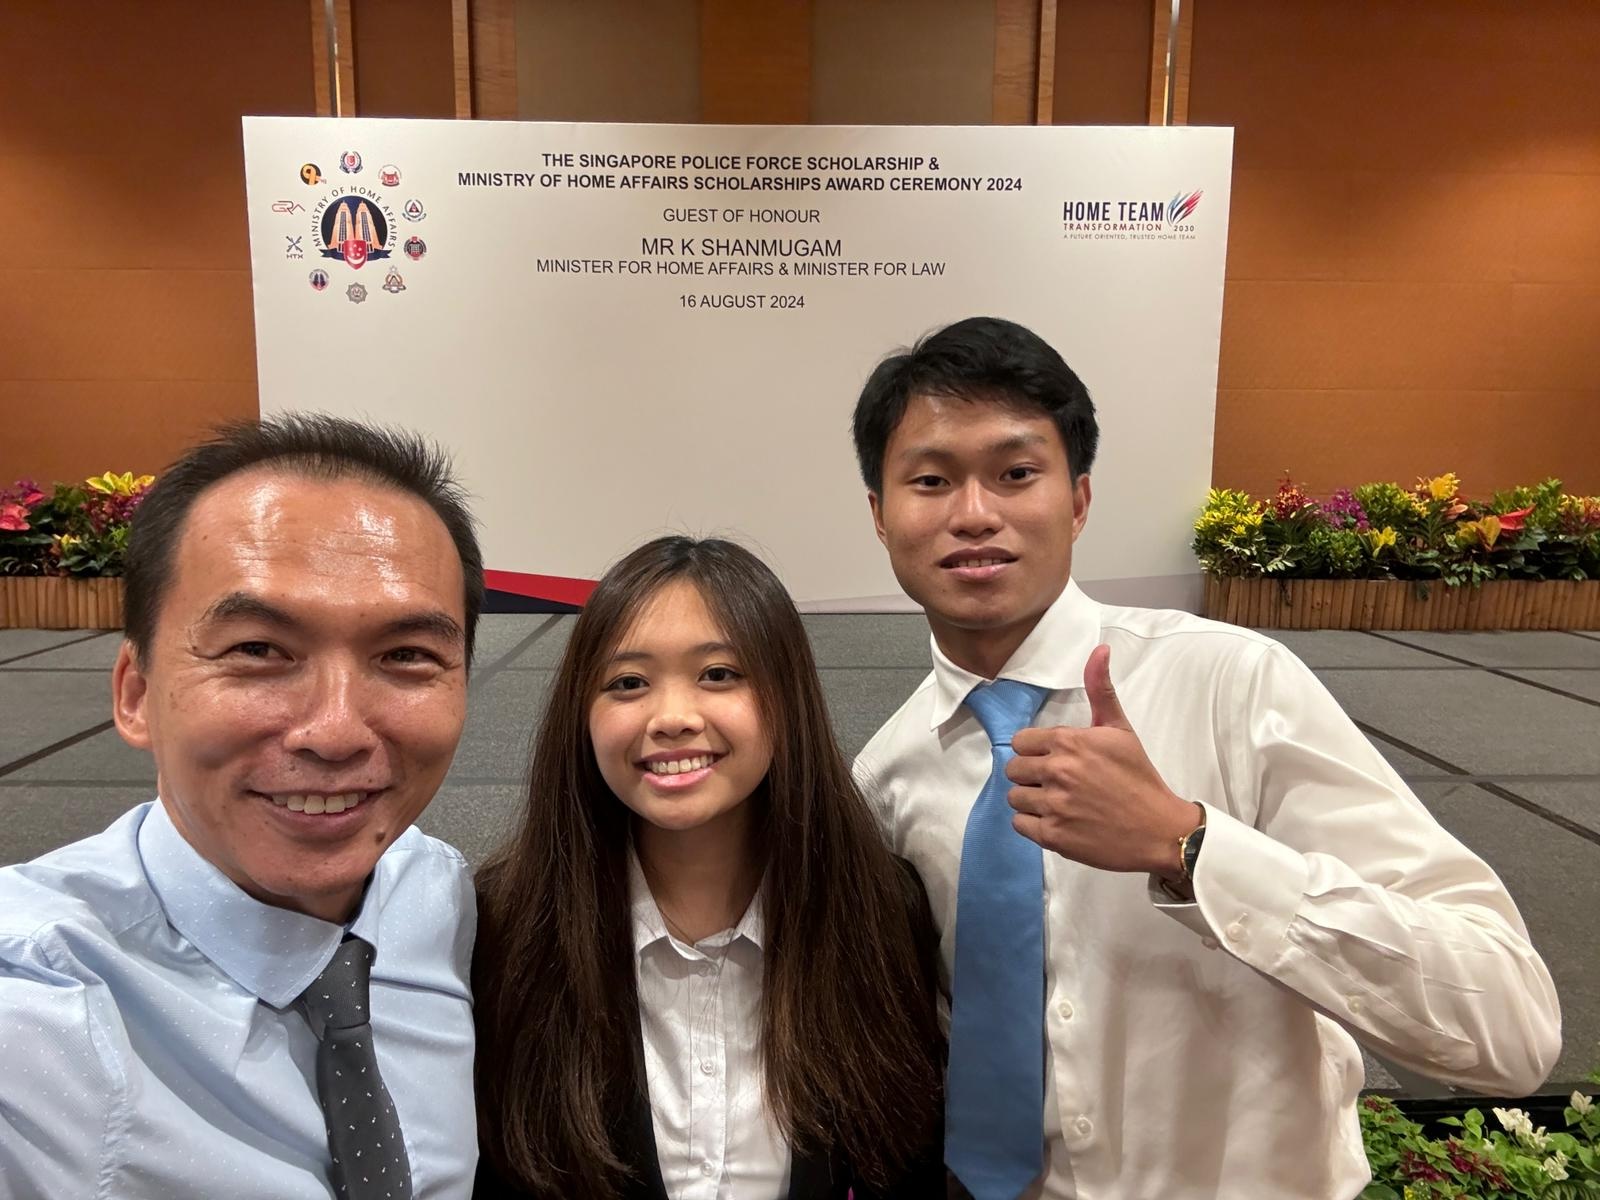 THE SINGAPORE POLICE FORCE SCHOLARSHIP &
MINISTRY OF HOME AFFAIRS SCHOLARSHIPS AWARD CEREMONY 2024
GUEST OF HONOUR
MR K SHANMUGAM
MINISTER FOR HOME AFFAIRS & MINISTER FOR LAW
16 AUGUST 2024
MINISTRY OF HOME AFFAIRS
GRA
HTX
HOME TEAM
TRANSFORMATION 2030
A FUTURE ORIENTED, TRUSTED HOME TEAM